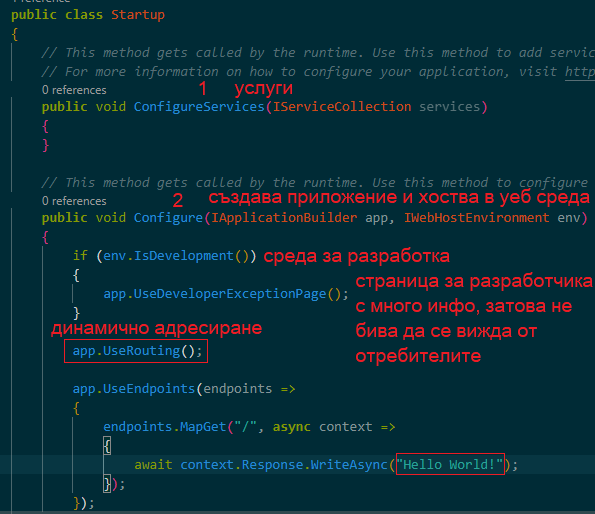 1 reference
public class Startup
{
// This method gets called by the runtime. Use this method to add servic
// For more information on how to configure your application, visit http
0 references 1 услуги
public void ConfigureServices(IServiceCollection services)
{
}
// This method gets called by the runtime. Use this method to configure
0 references 2 създава приложение и хоства в уеб среда
public void Configure(IApplicationBuilder app, IWebHostEnvironment env)
{
if (env.IsDevelopment()) среда за разработка
{
app.UseDeveloperExceptionPage();
}
страница за разработчика
с много инфо, затова не
бива да се вижда от
отребителите
динамично адресиране
app.UseRouting();
app.UseEndpoints(endpoints =>
{
endpoints.MapGet("/", async context =>
{
await context.Response.WriteAsync("Hello World!");
});
});